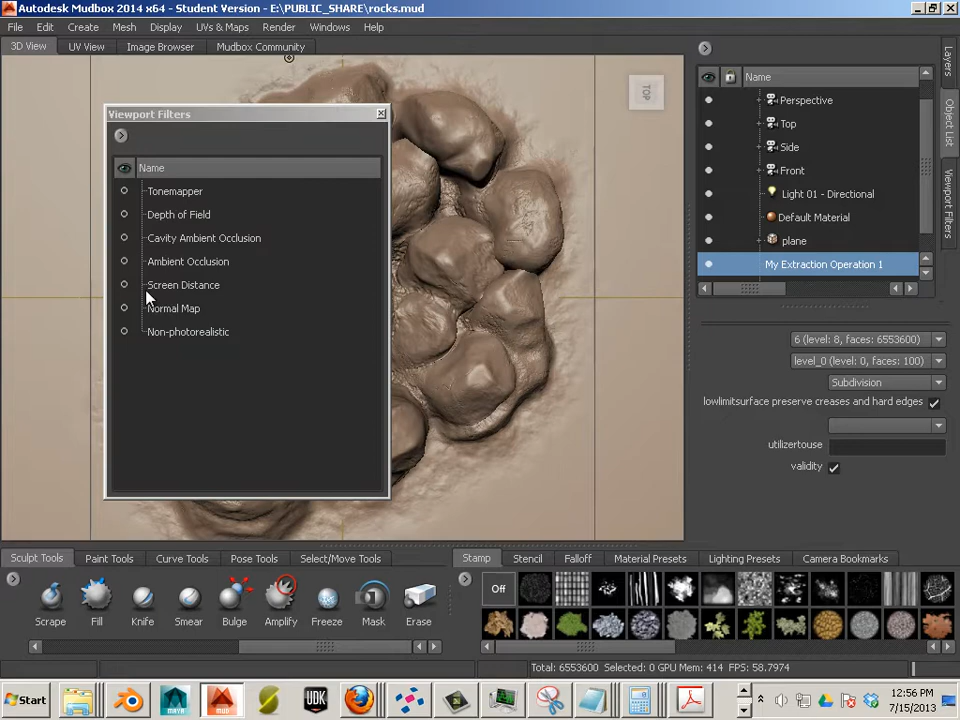 Autodesk Mudbox 2014 x64 - Student Version - E:\PUBLIC_SHARE\rocks.mud
File Edit Create Mesh Display UVs & Maps Render Windows Help
3D View UV View Image Browser Mudbox Community
TOP
Viewport Filters
Name
Tonemapper
Depth of Field
Cavity Ambient Occlusion
Ambient Occlusion
Screen Distance
Normal Map
Non-photorealistic
Name
Perspective
Top
Side
Front
Light 01 - Directional
Default Material
plane
My Extraction Operation 1
Layers
Object List
Viewport Filters
6 (level: 8, faces: 6553600)
level_0 (level: 0, faces: 100)
Subdivision
lowlimitsurface preserve creases and hard edges
utilizertouse
validity
Sculpt Tools Paint Tools Curve Tools Pose Tools Select/Move Tools
Scrape Fill Knife Smear Bulge Amplify Freeze Mask Erase
Stamp Stencil Falloff Material Presets Lighting Presets Camera Bookmarks
Off
Total: 6553600 Selected: 0 GPU Mem: 414 FPS: 58.7974
Start
MUD
UDK
12:56 PM
7/15/2013